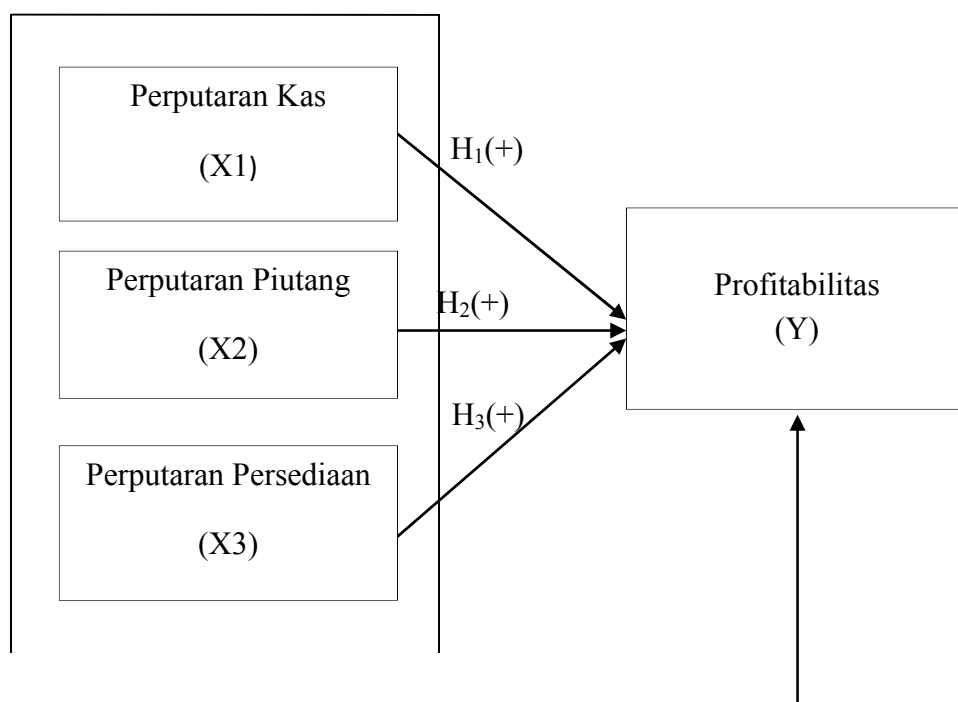 Perputaran Kas
(X1)
H₁(+)
Perputaran Piutang
(X2)
H₂(+)
Profitabilitas
(Y)
H₃(+)
Perputaran Persediaan
(X3)